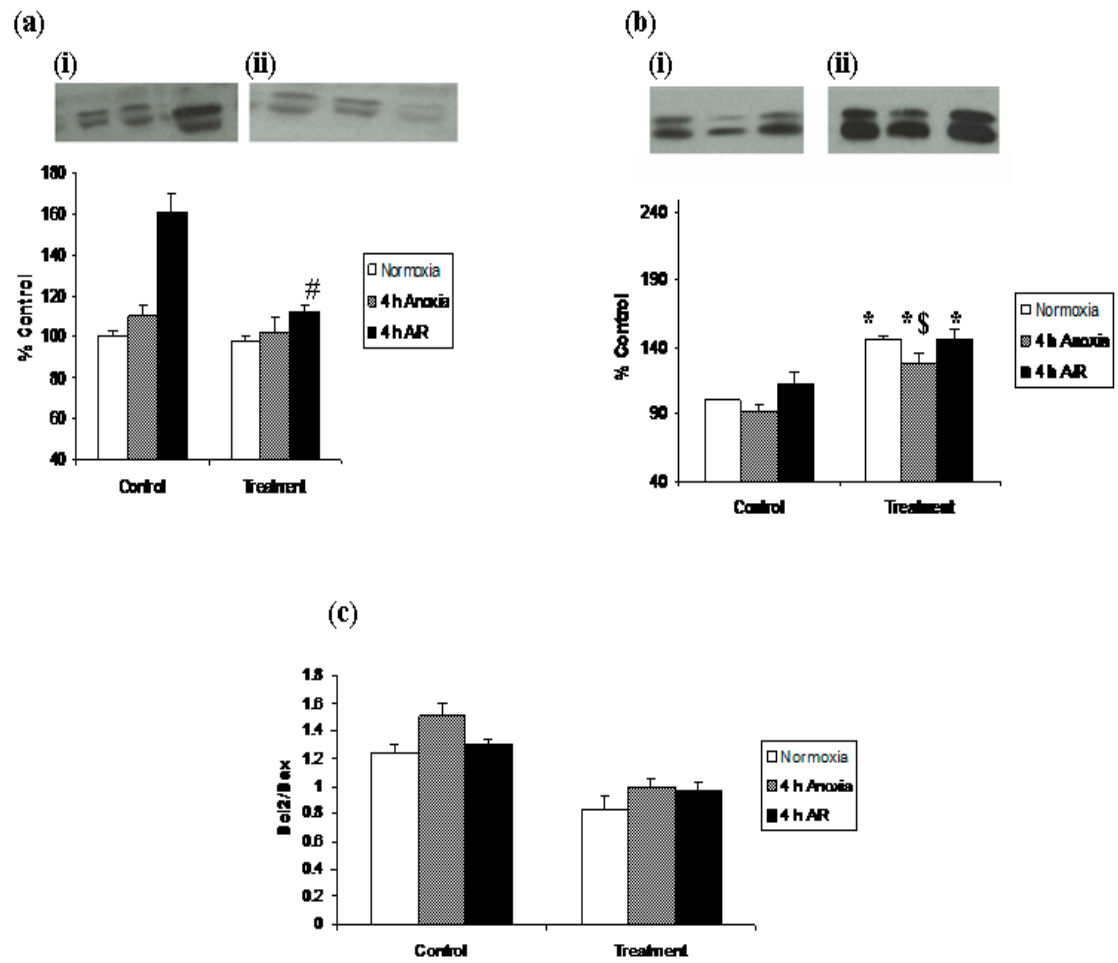 (a)
(i) (ii)
180
160
140
120
100
80
60
40
% Control
#
Control Treatment
Normoxia
4 h Anoxia
4 h A/R
(b)
(i) (ii)
240
190
140
90
40
% Control
* * $ *
Control Treatment
Normoxia
4 h Anoxia
4 h A/R
(c)
1.8
1.6
1.4
1.2
1
0.8
0.6
0.4
0.2
0
Bcl2/Bax
Control Treatment
Normoxia
4 h Anoxia
4 h A/R